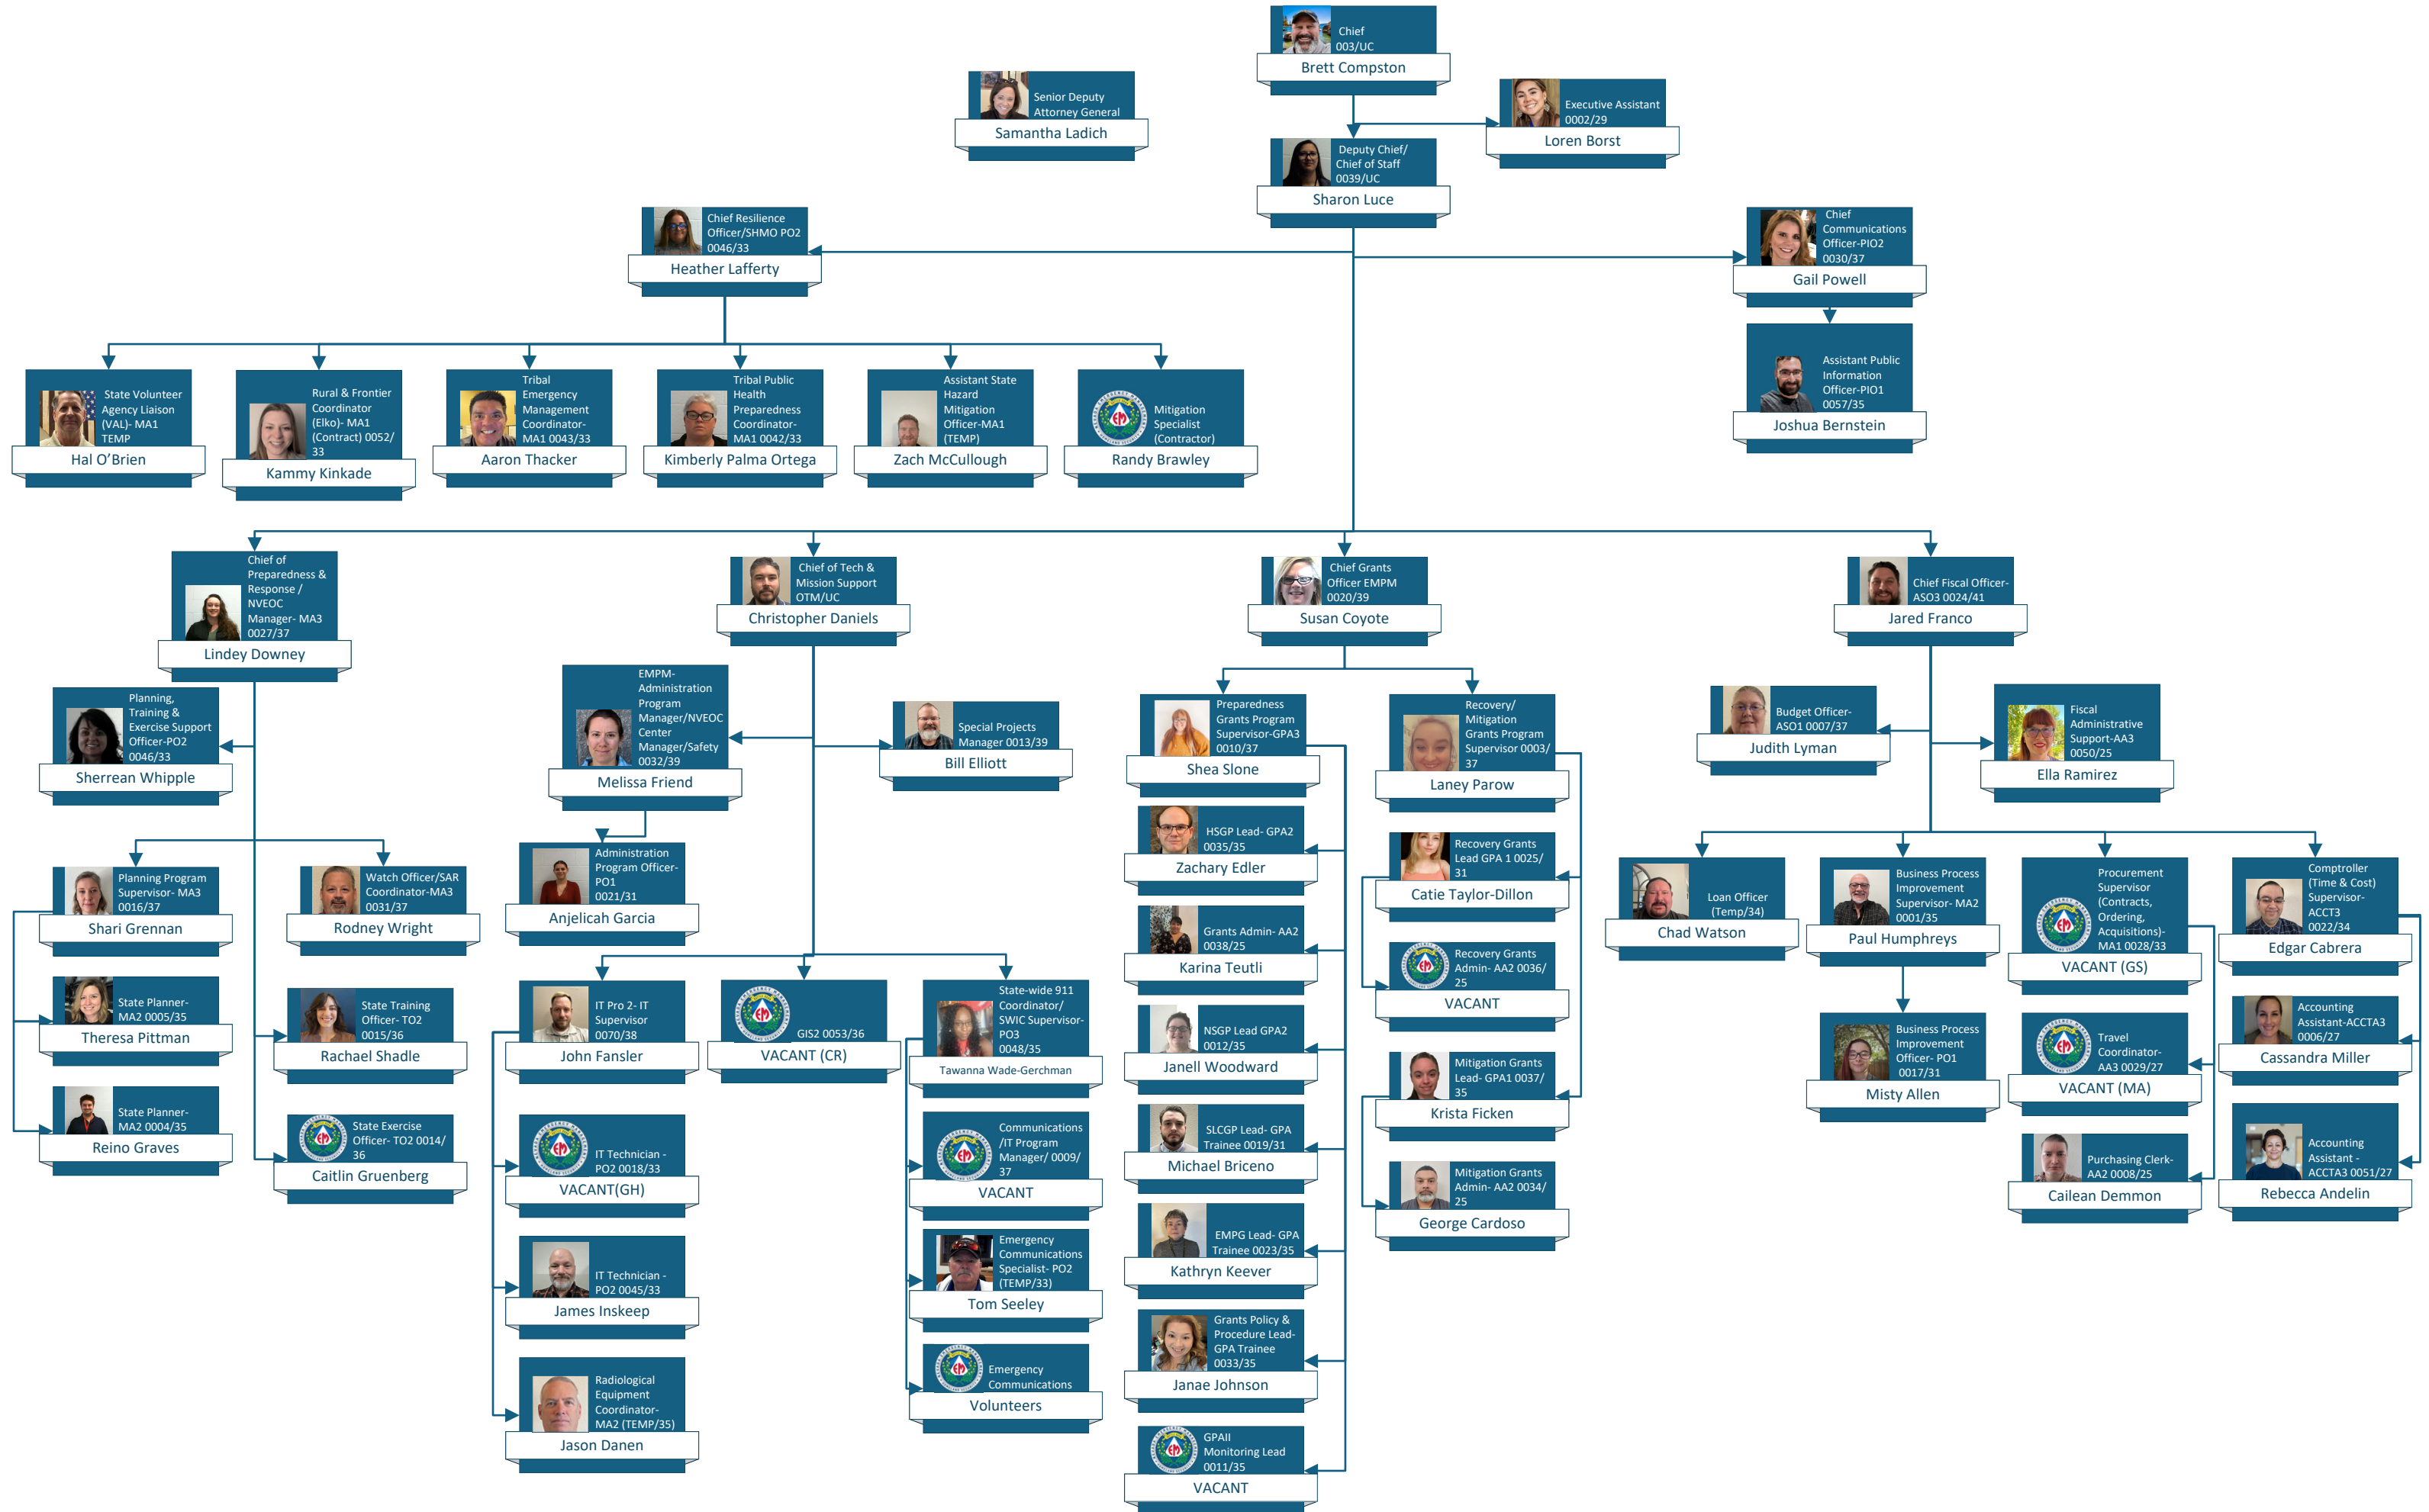 Chief
003/UC
Brett Compston
Senior Deputy
Attorney General
Samantha Ladich
Executive Assistant
0002/29
Loren Borst
Deputy Chief/
Chief of Staff
0039/UC
Sharon Luce
Chief Resilience
Officer/SHMO PO2
0046/33
Heather Lafferty
Chief
Communications
Officer-PIO2
0030/37
Gail Powell
Assistant Public
Information
Officer-PIO1
0057/35
Joshua Bernstein
State Volunteer
Agency Liaison
(VAL)- MA1
TEMP
Hal O’Brien
Rural & Frontier
Coordinator
(Elko)- MA1
(Contract) 0052/
33
Kammy Kinkade
Tribal
Emergency
Management
Coordinator-
MA1 0043/33
Aaron Thacker
Tribal Public
Health
Preparedness
Coordinator-
MA1 0042/33
Kimberly Palma Ortega
Assistant State
Hazard
Mitigation
Officer-MA1
(TEMP)
Zach McCullough
EM
Mitigation
Specialist
(Contractor)
Randy Brawley
Chief of
Preparedness &
Response /
NVEOC
Manager- MA3
0027/37
Lindey Downey
Chief of Tech &
Mission Support
OTM/UC
Christopher Daniels
Chief Grants
Officer EMPM
0020/39
Susan Coyote
Chief Fiscal Officer-
ASO3 0024/41
Jared Franco
Planning,
Training &
Exercise Support
Officer-PO2
0046/33
Sherrean Whipple
Planning Program
Supervisor- MA3
0016/37
Shari Grennan
Watch Officer/SAR
Coordinator-MA3
0031/37
Rodney Wright
State Planner-
MA2 0005/35
Theresa Pittman
State Training
Officer- TO2
0015/36
Rachael Shadle
State Planner-
MA2 0004/35
Reino Graves
EM
State Exercise
Officer- TO2 0014/
36
Caitlin Gruenberg
EMPM-
Administration
Program
Manager/NVEOC
Center
Manager/Safety
0032/39
Melissa Friend
Special Projects
Manager 0013/39
Bill Elliott
Administration
Program Officer-
PO1
0021/31
Anjelicah Garcia
IT Pro 2- IT
Supervisor
0070/38
John Fansler
EM
GIS2 0053/36
VACANT (CR)
State-wide 911
Coordinator/
SWIC Supervisor-
PO3
0048/35
Tawanna Wade-Gerchman
EM
IT Technician -
PO2 0018/33
VACANT(GH)
EM
Communications
/IT Program
Manager/ 0009/
37
VACANT
IT Technician -
PO2 0045/33
James Inskeep
Emergency
Communications
Specialist- PO2
(TEMP/33)
Tom Seeley
Radiological
Equipment
Coordinator-
MA2 (TEMP/35)
Jason Danen
EM
Emergency
Communications
Volunteers
Preparedness
Grants Program
Supervisor-GPA3
0010/37
Shea Slone
Recovery/
Mitigation
Grants Program
Supervisor 0003/
37
Laney Parow
HSGP Lead- GPA2
0035/35
Zachary Edler
Recovery Grants
Lead GPA 1 0025/
31
Catie Taylor-Dillon
Grants Admin- AA2
0038/25
Karina Teutli
EM
Recovery Grants
Admin- AA2 0036/
25
VACANT
NSGP Lead GPA2
0012/35
Janell Woodward
Mitigation Grants
Lead- GPA1 0037/
35
Krista Ficken
SLCGP Lead- GPA
Trainee 0019/31
Michael Briceno
Mitigation Grants
Admin- AA2 0034/
25
George Cardoso
EMPG Lead- GPA
Trainee 0023/35
Kathryn Keever
Grants Policy &
Procedure Lead-
GPA Trainee
0033/35
Janae Johnson
EM
GPAII
Monitoring Lead
0011/35
VACANT
Budget Officer-
ASO1 0007/37
Judith Lyman
Fiscal
Administrative
Support-AA3
0050/25
Ella Ramirez
Loan Officer
(Temp/34)
Chad Watson
Business Process
Improvement
Supervisor- MA2
0001/35
Paul Humphreys
EM
Procurement
Supervisor
(Contracts,
Ordering,
Acquisitions)-
MA1 0028/33
VACANT (GS)
Comptroller
(Time & Cost)
Supervisor-
ACCT3
0022/34
Edgar Cabrera
Business Process
Improvement
Officer- PO1
0017/31
Misty Allen
EM
Travel
Coordinator-
AA3 0029/27
VACANT (MA)
Accounting
Assistant-ACCTA3
0006/27
Cassandra Miller
Purchasing Clerk-
AA2 0008/25
Cailean Demmon
Accounting
Assistant -
ACCTA3 0051/27
Rebecca Andelin